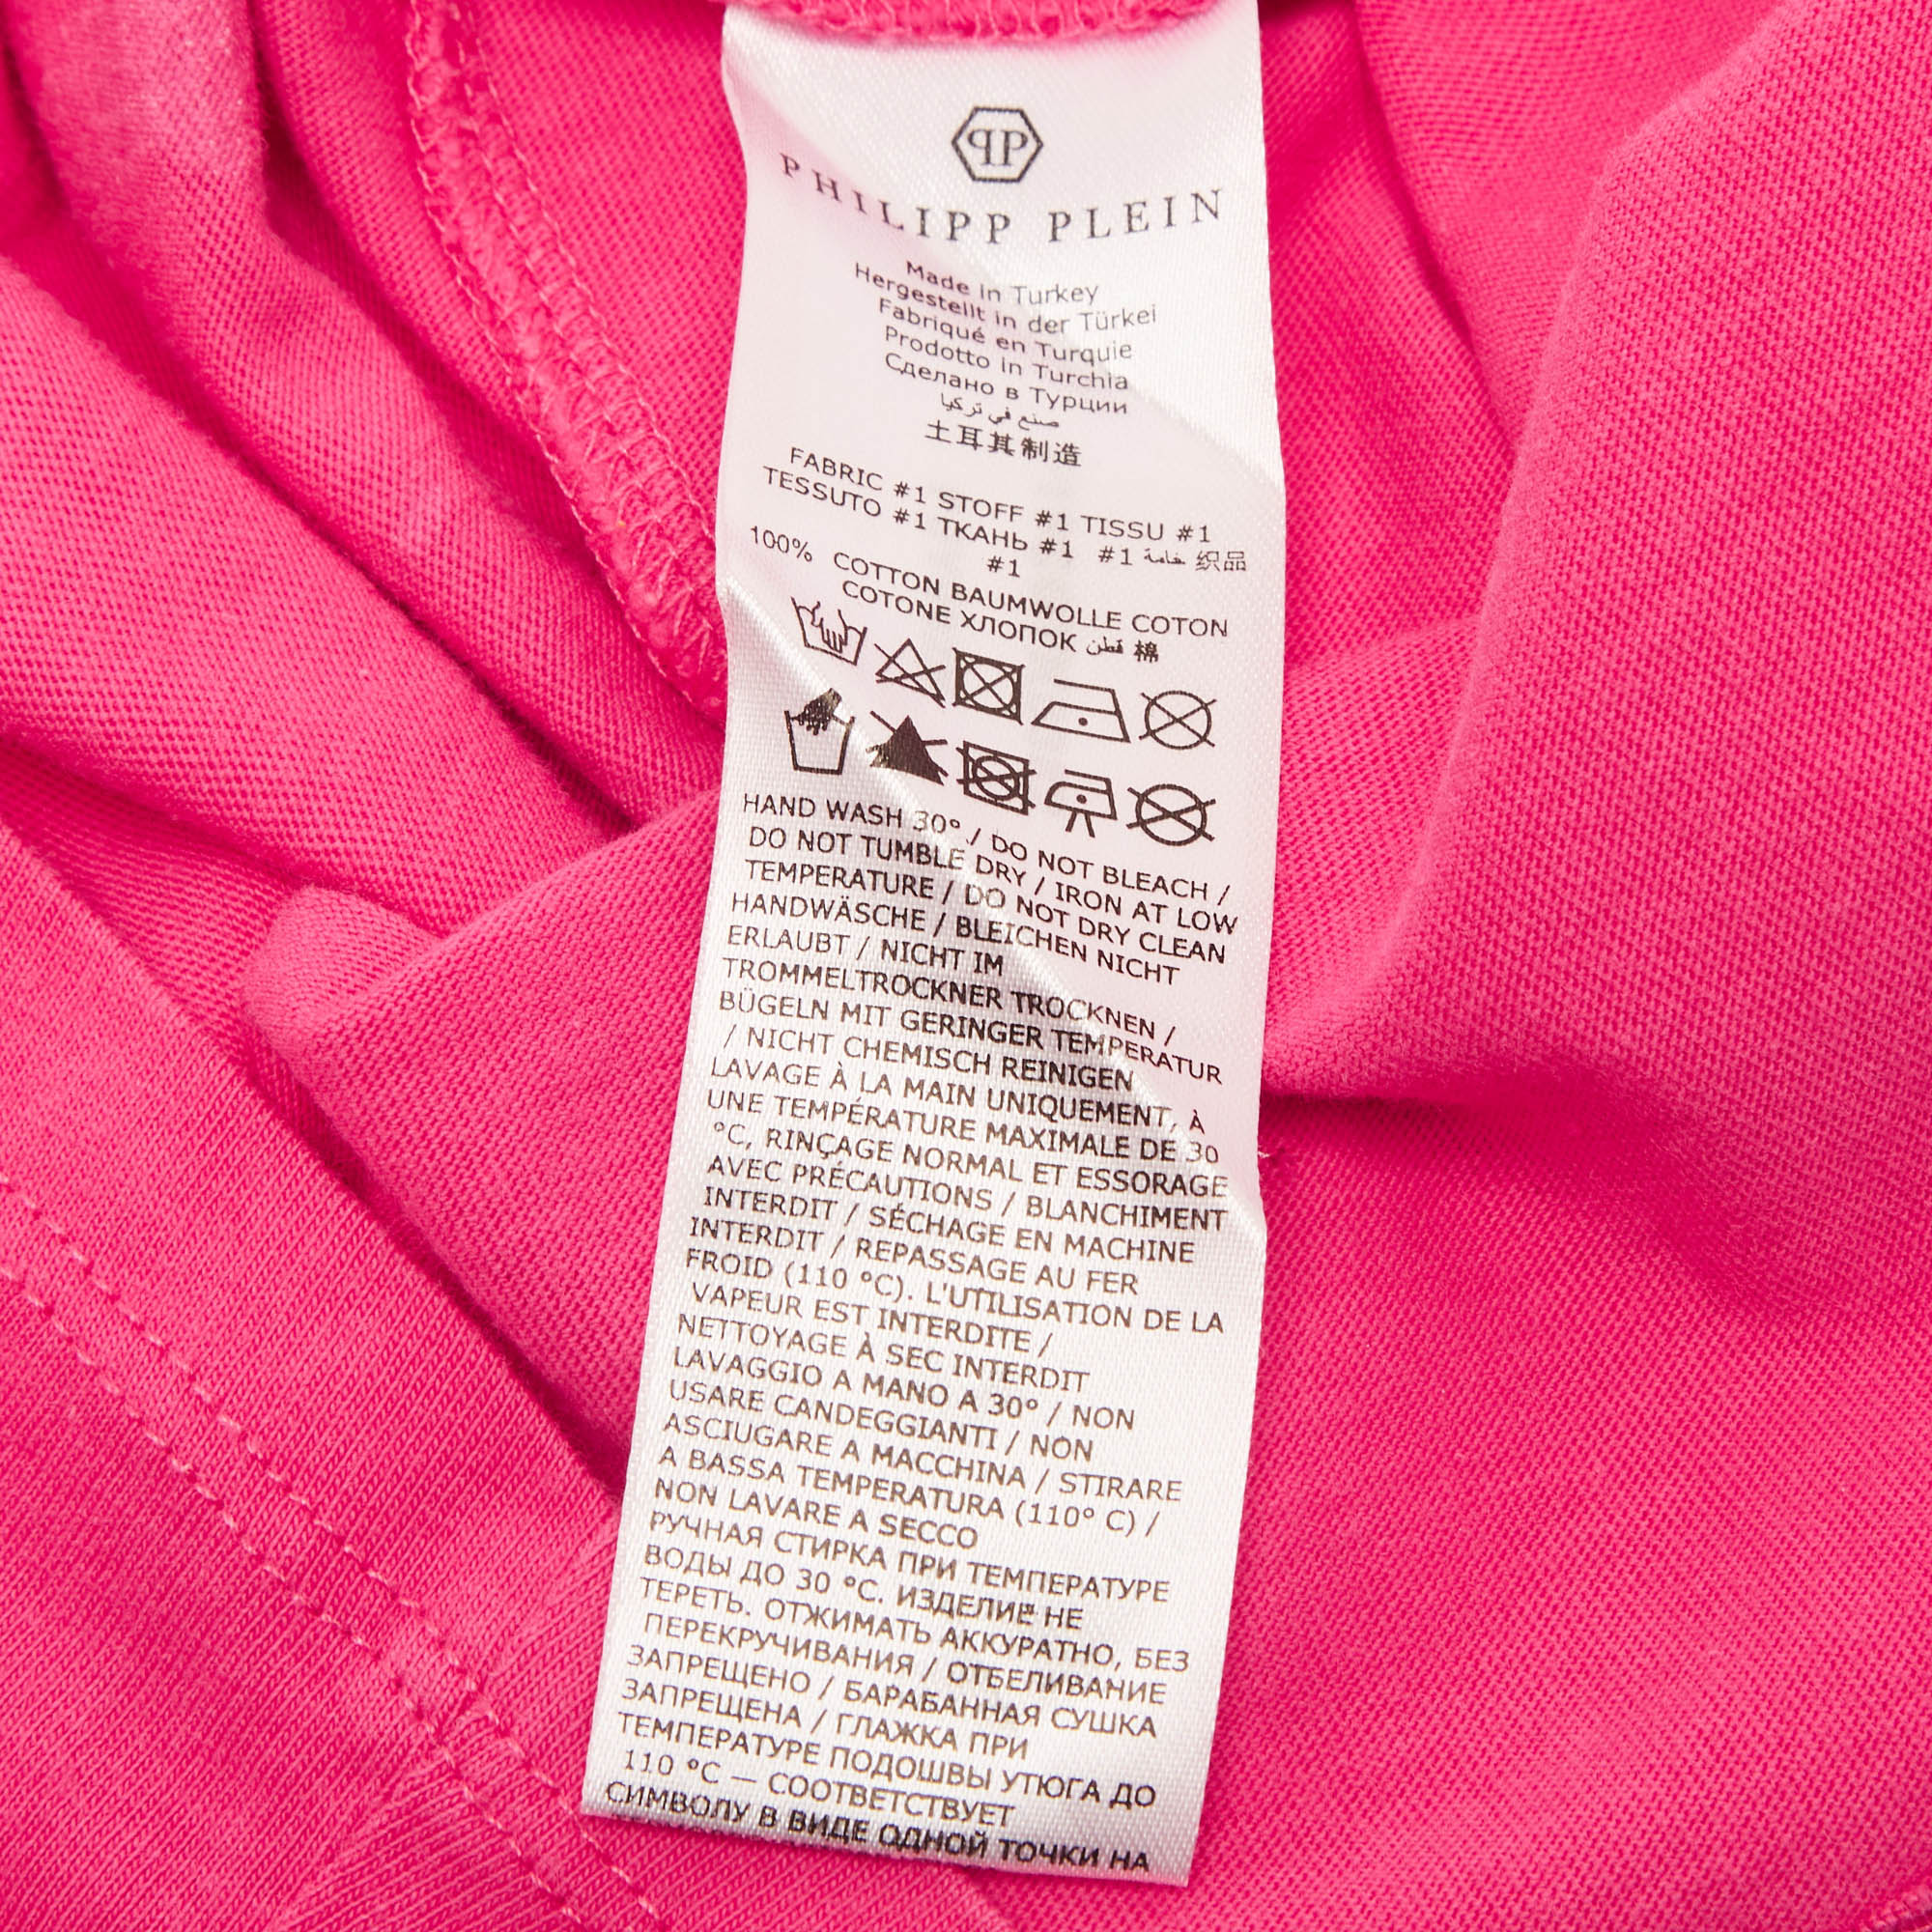 PHILIPP PLEIN
Made in Turkey
Hergestellt in der Türkei
Fabriqué en Turquie
Prodotto in Turchia
Сделано в Турции
صنع في تركيا
土耳其制造
FABRIC #1 STOFF #1 TISSU #1
TESSUTO #1 ТКАНЬ #1 #1 خامة 织品
#1
100% COTTON BAUMWOLLE COTON
COTONE ХЛОПОК قطن 棉
HAND WASH 30° / DO NOT BLEACH /
DO NOT TUMBLE DRY / IRON AT LOW
TEMPERATURE / DO NOT DRY CLEAN
HANDWÄSCHE / BLEICHEN NICHT
ERLAUBT / NICHT IM
TROMMELTROCKNER TROCKNEN /
BÜGELN MIT GERINGER TEMPERATUR
/ NICHT CHEMISCH REINIGEN
LAVAGE À LA MAIN UNIQUEMENT, À
UNE TEMPÉRATURE MAXIMALE DE 30
°C, RINÇAGE NORMAL ET ESSORAGE
AVEC PRÉCAUTIONS / BLANCHIMENT
INTERDIT / SÉCHAGE EN MACHINE
INTERDIT / REPASSAGE AU FER
FROID (110 °C). L'UTILISATION DE LA
VAPEUR EST INTERDITE /
NETTOYAGE À SEC INTERDIT
LAVAGGIO A MANO A 30° / NON
USARE CANDEGGIANTI / NON
ASCIUGARE A MACCHINA / STIRARE
A BASSA TEMPERATURA (110° C) /
NON LAVARE A SECCO
РУЧНАЯ СТИРКА ПРИ ТЕМПЕРАТУРЕ
ВОДЫ ДО 30 °C. ИЗДЕЛИЕ НЕ
ТЕРЕТЬ. ОТЖИМАТЬ АККУРАТНО, БЕЗ
ПЕРЕКРУЧИВАНИЯ / ОТБЕЛИВАНИЕ
ЗАПРЕЩЕНО / БАРАБАННАЯ СУШКА
ЗАПРЕЩЕНА / ГЛАЖКА ПРИ
ТЕМПЕРАТУРЕ ПОДОШВЫ УТЮГА ДО
110 °C — СООТВЕТСТВУЕТ
СИМВОЛУ В ВИДЕ ОДНОЙ ТОЧКИ НА